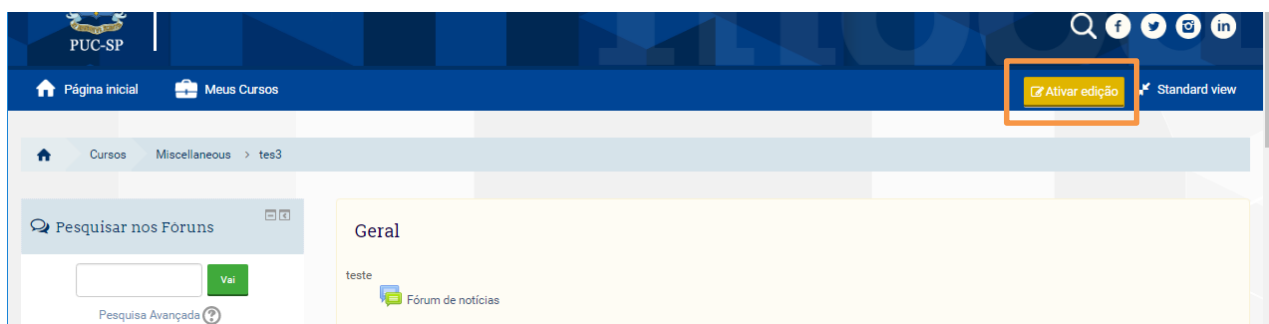 PUC-SP
Página inicial
Meus Cursos
Ativar edição
Standard view
Cursos
Miscellaneous > tes3
Pesquisar nos Fóruns
Vai
Pesquisa Avançada
Geral
teste
Fórum de notícias